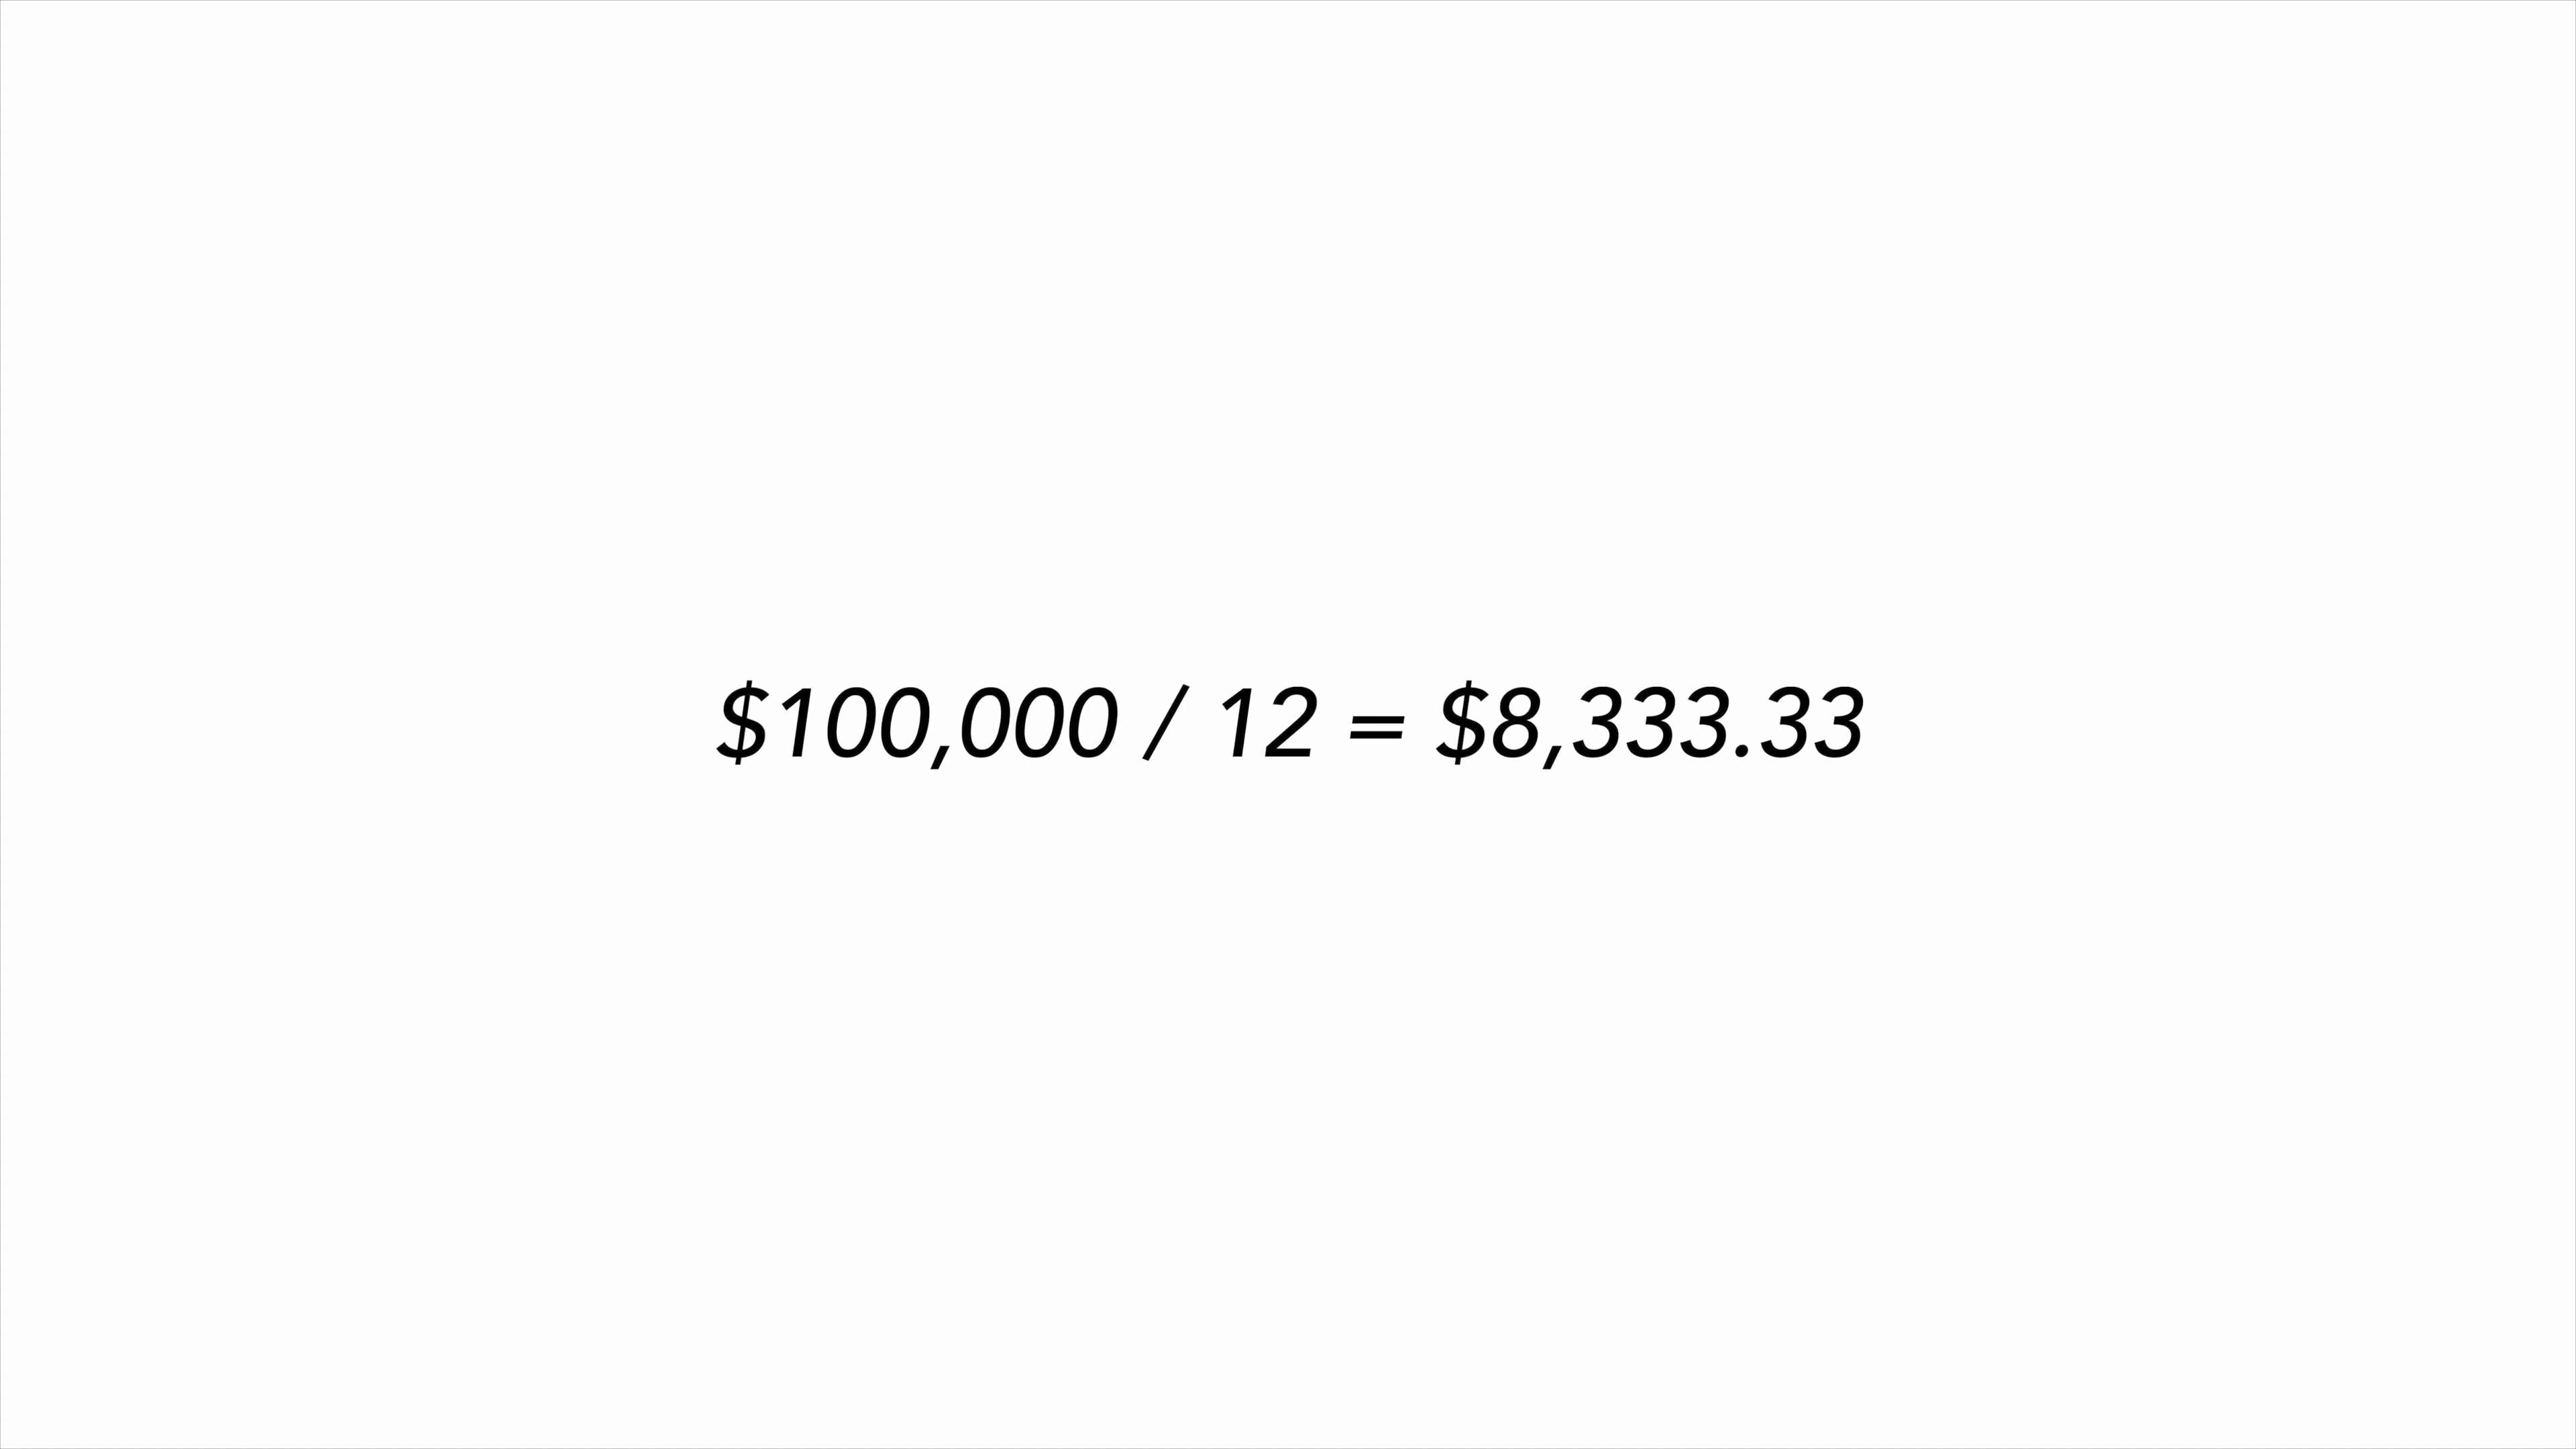 $100,000 / 12 = $8,333.33